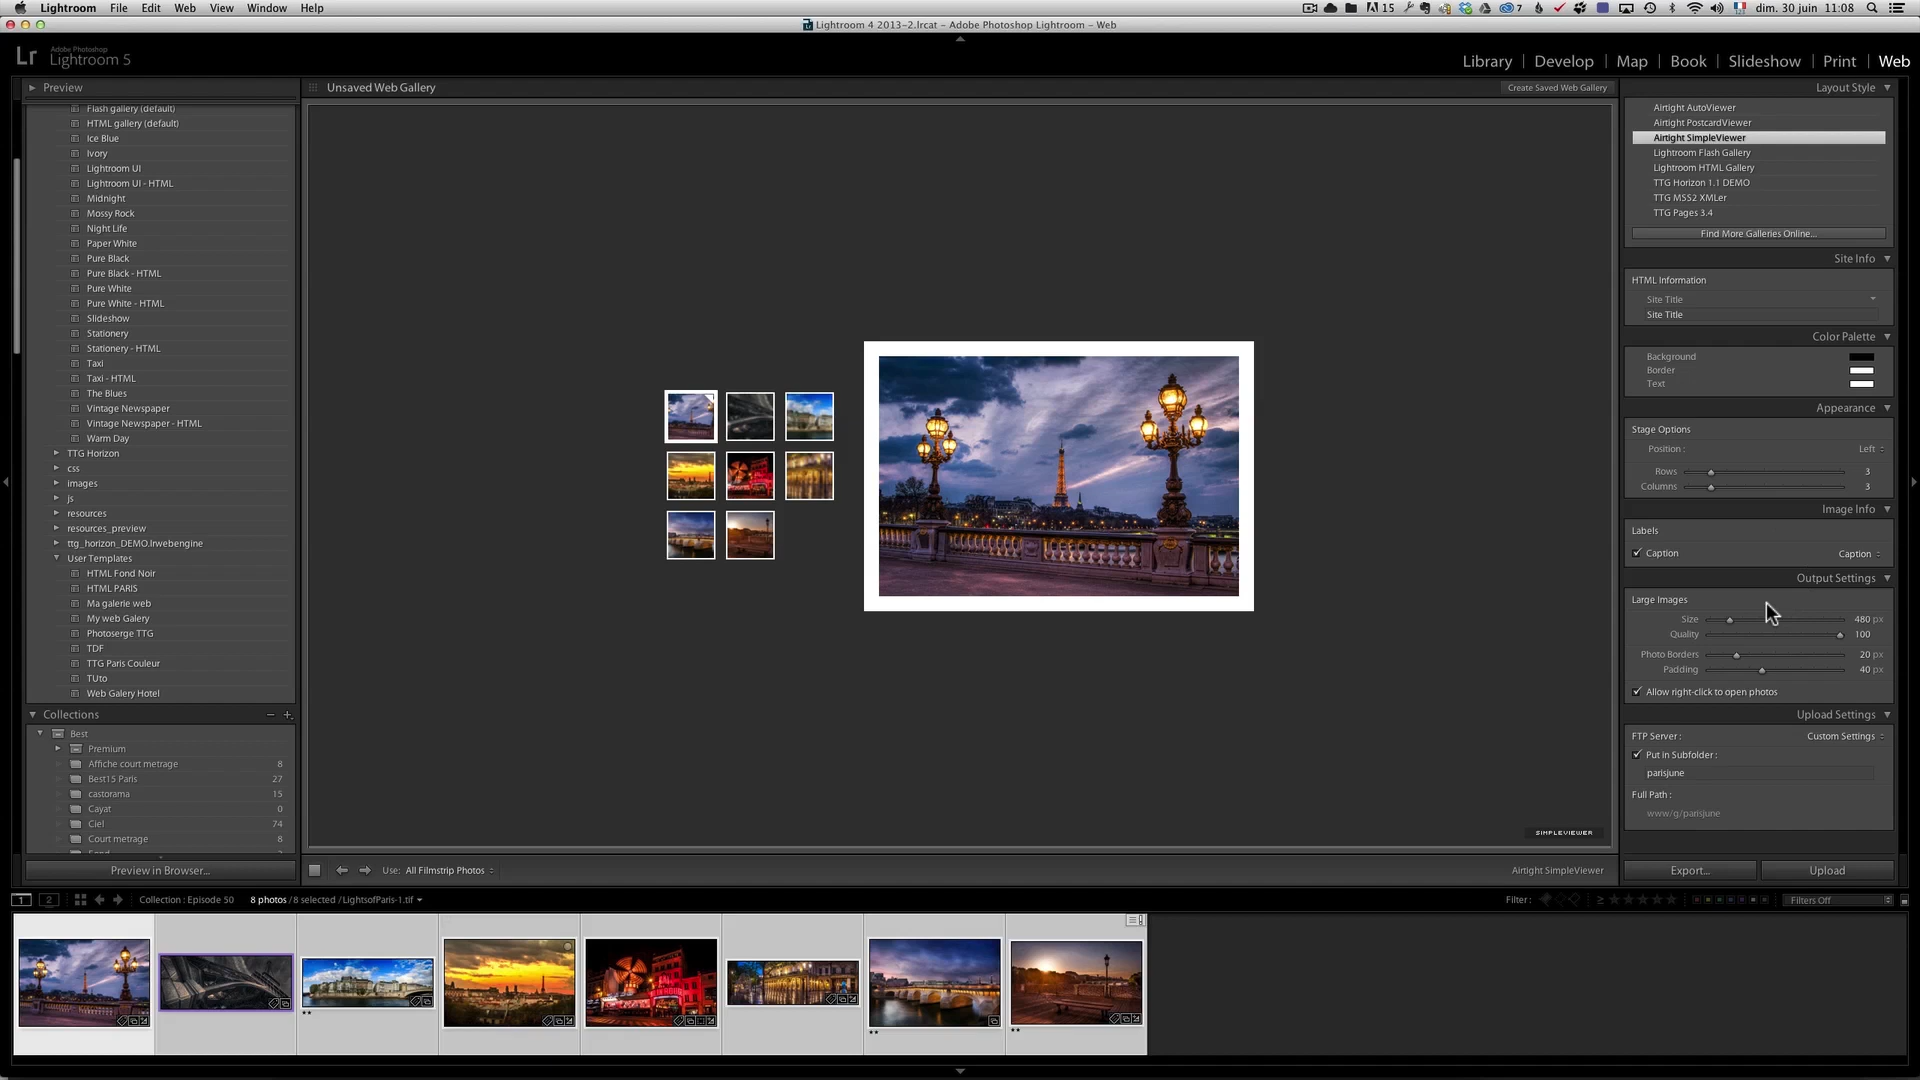 Lightroom File Edit Web View Window Help
15
7
dim. 30 juin 11:08
Lightroom 4 2013-2.lrcat - Adobe Photoshop Lightroom - Web
Lr
Adobe Photoshop
Lightroom 5
Library | Develop | Map | Book | Slideshow | Print | Web
Preview
Flash gallery (default)
HTML gallery (default)
Ice Blue
Ivory
Lightroom UI
Lightroom UI - HTML
Midnight
Mossy Rock
Night Life
Paper White
Pure Black
Pure Black - HTML
Pure White
Pure White - HTML
Slideshow
Stationery
Stationery - HTML
Taxi
Taxi - HTML
The Blues
Vintage Newspaper
Vintage Newspaper - HTML
Warm Day
TTG Horizon
css
images
js
resources
resources_preview
ttg_horizon_DEMO.lrwebengine
User Templates
HTML Fond Noir
HTML PARIS
Ma galerie web
My web Galery
Photoserge TTG
TDF
TTG Paris Couleur
TUto
Web Galery Hotel
Collections
Best
Premium
Affiche court metrage 8
Best15 Paris 27
castorama 15
Cayat 0
Ciel 74
Court metrage 8
Preview in Browser...
Unsaved Web Gallery
Create Saved Web Gallery
SIMPLEVIEWER
Use: All Filmstrip Photos
Airtight SimpleViewer
Layout Style
Airtight AutoViewer
Airtight PostcardViewer
Airtight SimpleViewer
Lightroom Flash Gallery
Lightroom HTML Gallery
TTG Horizon 1.1 DEMO
TTG MSS2 XMLer
TTG Pages 3.4
Find More Galleries Online...
Site Info
HTML Information
Site Title
Site Title
Color Palette
Background
Border
Text
Appearance
Stage Options
Position : Left
Rows 3
Columns 3
Image Info
Labels
Caption Caption
Output Settings
Large Images
Size 480 px
Quality 100
Photo Borders 20 px
Padding 40 px
Allow right-click to open photos
Upload Settings
FTP Server : Custom Settings
Put in Subfolder :
parisjune
Full Path :
www/g/parisjune
Export... Upload
1 2 Collection : Episode 50 8 photos /8 selected /LightsofParis-1.tif
Filter : Filters Off